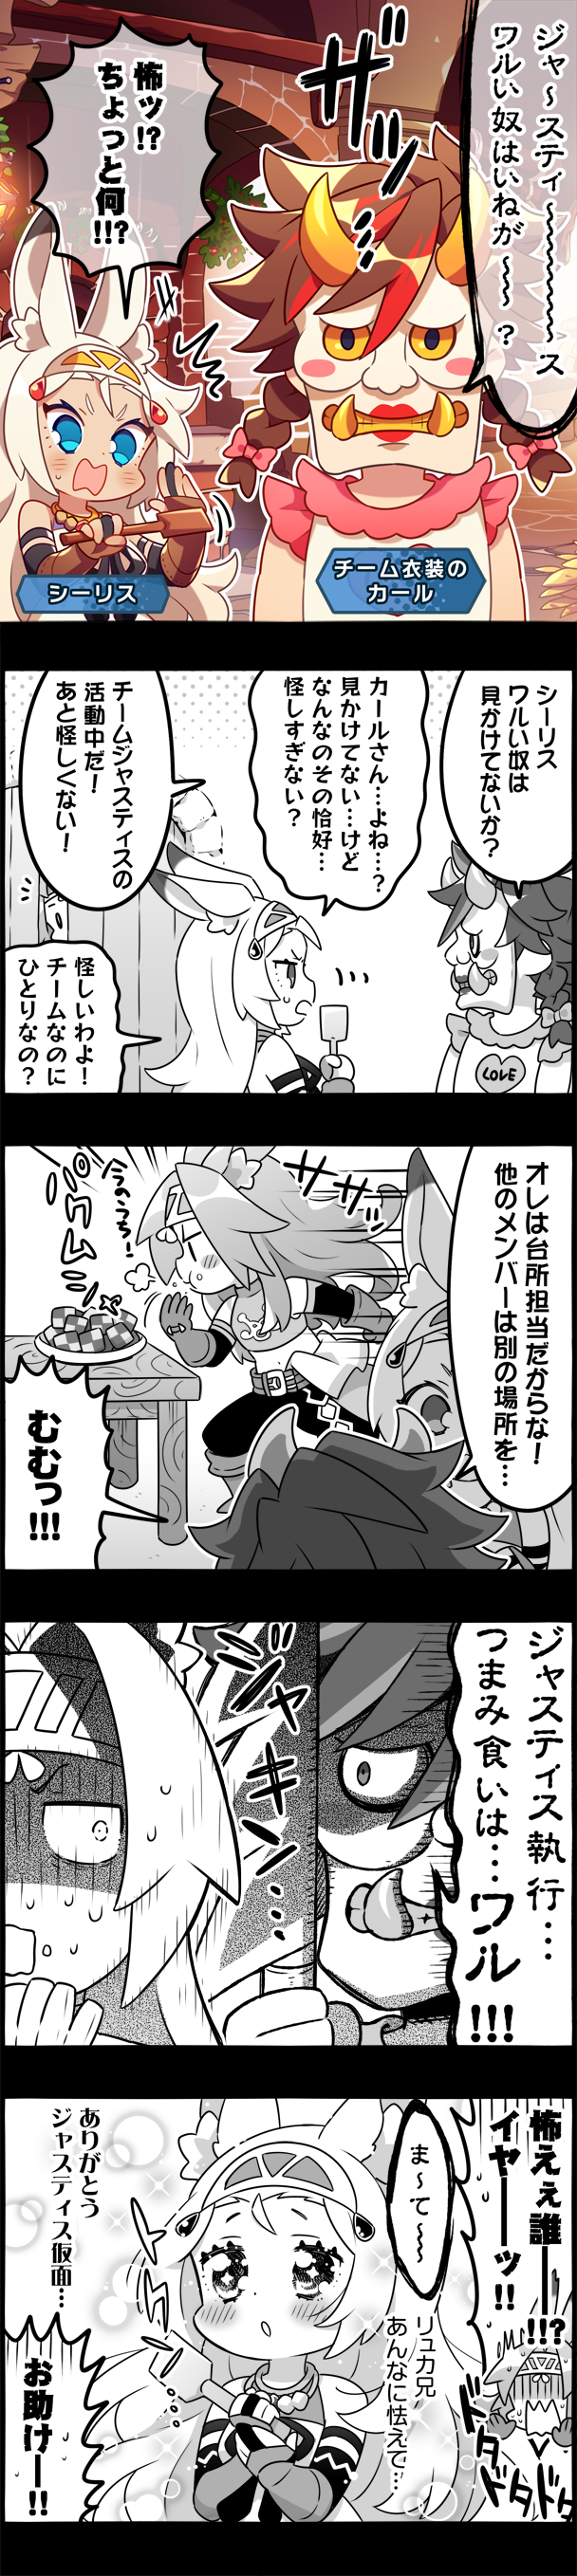 ジャ〜スティ〜〜〜〜〜ス
ワルい奴はいねが〜〜？
ザッ
…
怖ッ!?
ちょっと何!!?
チーム衣装の
カール
シーリス
シーリス
ワルい奴は
見かけてないか？
カールさん…よね…？
見かけてない…けど
なんなのその恰好…
怪しすぎない？
チームジャスティスの
活動中だ！
あと怪しくない！
怪しいわよ！
チームなのに
ひとりなの？
LOVE
オレは台所担当だからな！
他のメンバーは別の場所を…
ササッ
今のうち！
パクムシ
むむっ!!!
ジャスティス執行…
つまみ食いは…ワル!!!
ジャキン…
怖えぇ誰ーー!!?
イヤーーッ!!
ま〜て〜〜
ドタドタ
ドタドタ
リュカ兄
あんなに怯えて…
トゥクン…
ありがとう
ジャスティス仮面…
お助けー!!